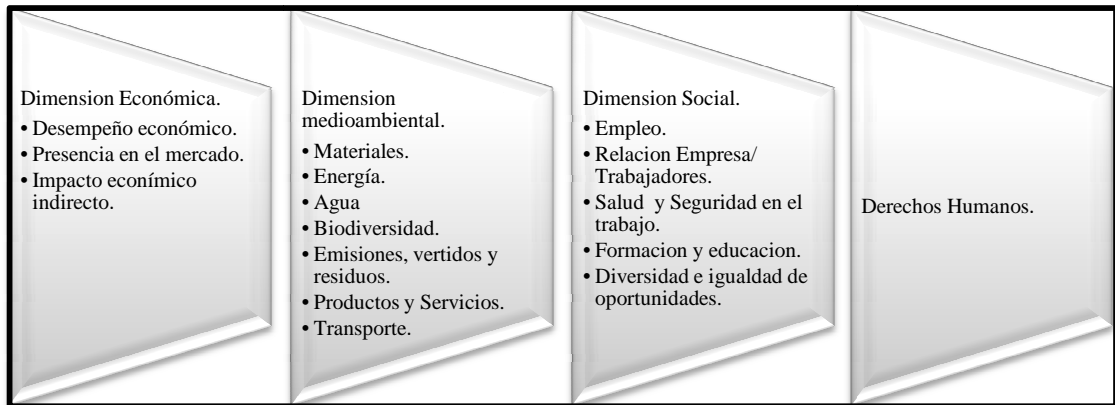 Dimension Económica.
• Desempeño económico.
• Presencia en el mercado.
• Impacto econímico
indirecto.
Dimension
medioambiental.
• Materiales.
• Energía.
• Agua
• Biodiversidad.
• Emisiones, vertidos y
residuos.
• Productos y Servicios.
• Transporte.
Dimension Social.
• Empleo.
• Relacion Empresa/
Trabajadores.
• Salud y Seguridad en el
trabajo.
• Formacion y educacion.
• Diversidad e igualdad de
oportunidades.
Derechos Humanos.